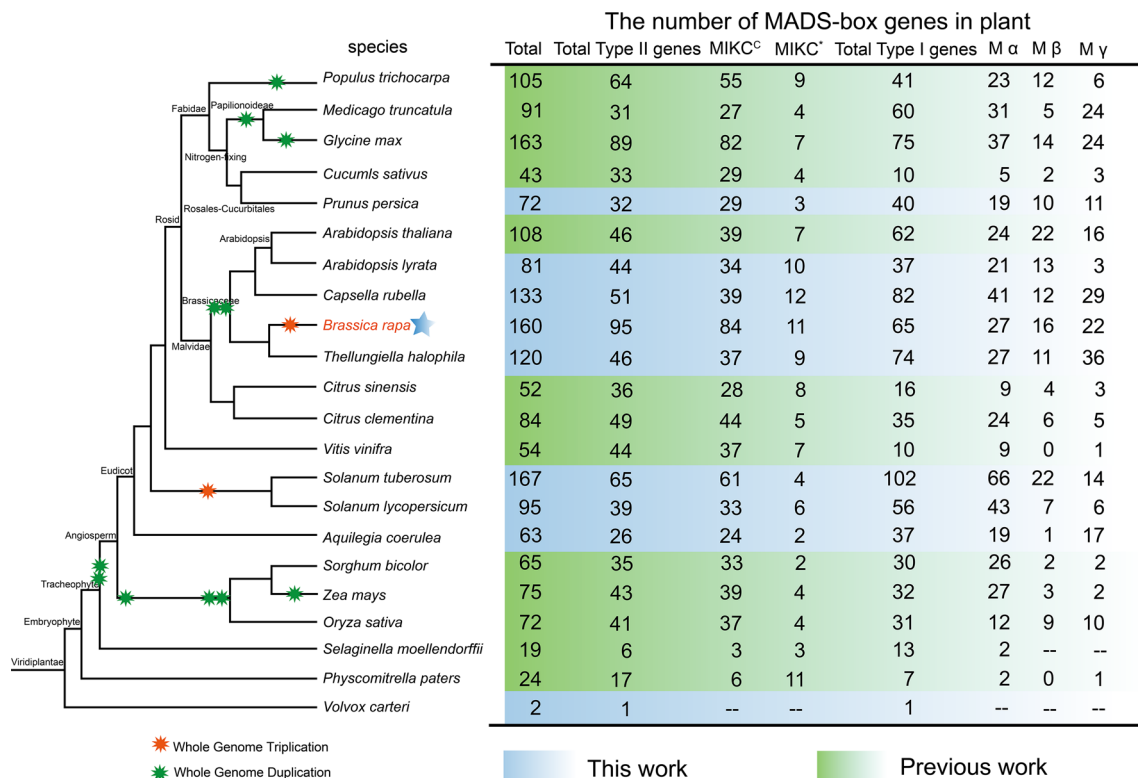 The number of MADS-box genes in plant
species Total Total Type II genes MIKCᶜ MIKC* Total Type I genes M α M β M γ
Populus trichocarpa 105 64 55 9 41 23 12 6
Medicago truncatula 91 31 27 4 60 31 5 24
Glycine max 163 89 82 7 75 37 14 24
Cucumls sativus 43 33 29 4 10 5 2 3
Prunus persica 72 32 29 3 40 19 10 11
Arabidopsis thaliana 108 46 39 7 62 24 22 16
Arabidopsis lyrata 81 44 34 10 37 21 13 3
Capsella rubella 133 51 39 12 82 41 12 29
Brassica rapa 160 95 84 11 65 27 16 22
Thellungiella halophila 120 46 37 9 74 27 11 36
Citrus sinensis 52 36 28 8 16 9 4 3
Citrus clementina 84 49 44 5 35 24 6 5
Vitis vinifra 54 44 37 7 10 9 0 1
Solanum tuberosum 167 65 61 4 102 66 22 14
Solanum lycopersicum 95 39 33 6 56 43 7 6
Aquilegia coerulea 63 26 24 2 37 19 1 17
Sorghum bicolor 65 35 33 2 30 26 2 2
Zea mays 75 43 39 4 32 27 3 2
Oryza sativa 72 41 37 4 31 12 9 10
Selaginella moellendorffii 19 6 3 3 13 2 -- --
Physcomitrella paters 24 17 6 11 7 2 0 1
Volvox carteri 2 1 -- -- 1 -- -- --
Fabidae
Papilionoideae
Nitrogen-fixing
Rosales-Cucurbitales
Rosid
Arabidopsis
Brassicaceae
Malvidae
Eudicot
Angiosperm
Tracheophyte
Embryophyte
Viridiplantae
Whole Genome Triplication
Whole Genome Duplication
This work
Previous work